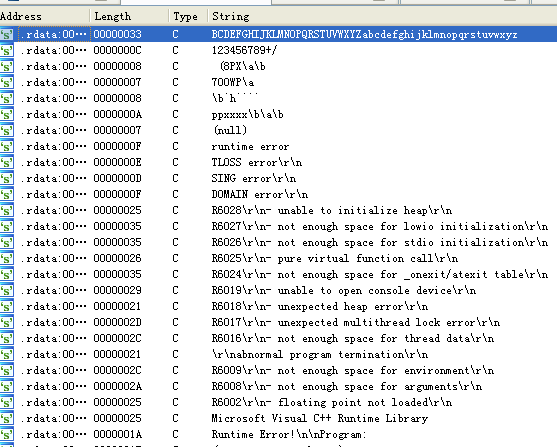 Address Length Type String
's' .rdata:00... 00000033 C BCDEFGHIJKLMNOPQRSTUVWXYZabcdefghijklmnopqrstuvwxyz
's' .rdata:00... 0000000C C 123456789+/
's' .rdata:00... 00000008 C (8PX\a\b
's' .rdata:00... 00000007 C 700WP\a
's' .rdata:00... 00000008 C \b`h````
's' .rdata:00... 0000000A C ppxxxx\b\a\b
's' .rdata:00... 00000007 C (null)
's' .rdata:00... 0000000F C runtime error
's' .rdata:00... 0000000E C TLOSS error\r\n
's' .rdata:00... 0000000D C SING error\r\n
's' .rdata:00... 0000000F C DOMAIN error\r\n
's' .rdata:00... 00000025 C R6028\r\n- unable to initialize heap\r\n
's' .rdata:00... 00000035 C R6027\r\n- not enough space for lowio initialization\r\n
's' .rdata:00... 00000035 C R6026\r\n- not enough space for stdio initialization\r\n
's' .rdata:00... 00000026 C R6025\r\n- pure virtual function call\r\n
's' .rdata:00... 00000035 C R6024\r\n- not enough space for _onexit/atexit table\r\n
's' .rdata:00... 00000029 C R6019\r\n- unable to open console device\r\n
's' .rdata:00... 00000021 C R6018\r\n- unexpected heap error\r\n
's' .rdata:00... 0000002D C R6017\r\n- unexpected multithread lock error\r\n
's' .rdata:00... 0000002C C R6016\r\n- not enough space for thread data\r\n
's' .rdata:00... 00000021 C \r\nabnormal program termination\r\n
's' .rdata:00... 0000002C C R6009\r\n- not enough space for environment\r\n
's' .rdata:00... 0000002A C R6008\r\n- not enough space for arguments\r\n
's' .rdata:00... 00000025 C R6002\r\n- floating point not loaded\r\n
's' .rdata:00... 00000025 C Microsoft Visual C++ Runtime Library
's' .rdata:00... 0000001A C Runtime Error!\n\nProgram: